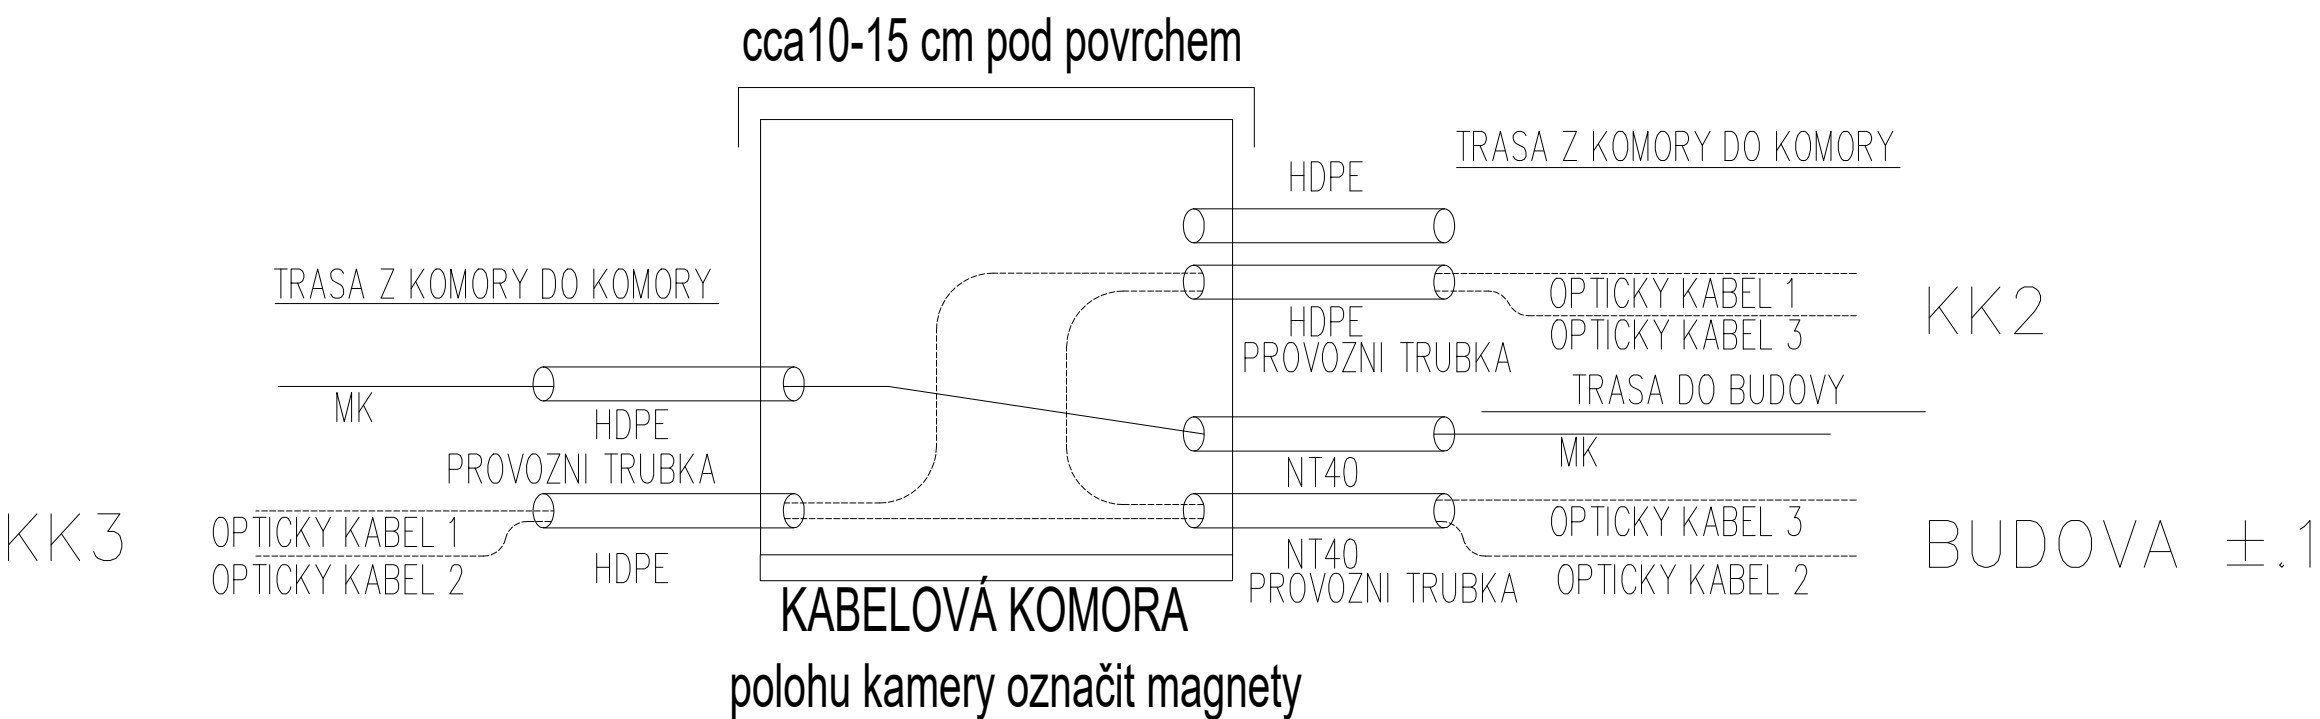 cca10-15 cm pod povrchem
TRASA Z KOMORY DO KOMORY
HDPE
TRASA Z KOMORY DO KOMORY
OPTICKY KABEL 1
KK2
HDPE
OPTICKY KABEL 3
PROVOZNI TRUBKA
TRASA DO BUDOVY
MK
HDPE
MK
PROVOZNI TRUBKA
NT40
KK3
OPTICKY KABEL 1
OPTICKY KABEL 3
BUDOVA ±.1
HDPE
NT40
OPTICKY KABEL 2
OPTICKY KABEL 2
PROVOZNI TRUBKA
KABELOVÁ KOMORA
polohu kamery označit magnety